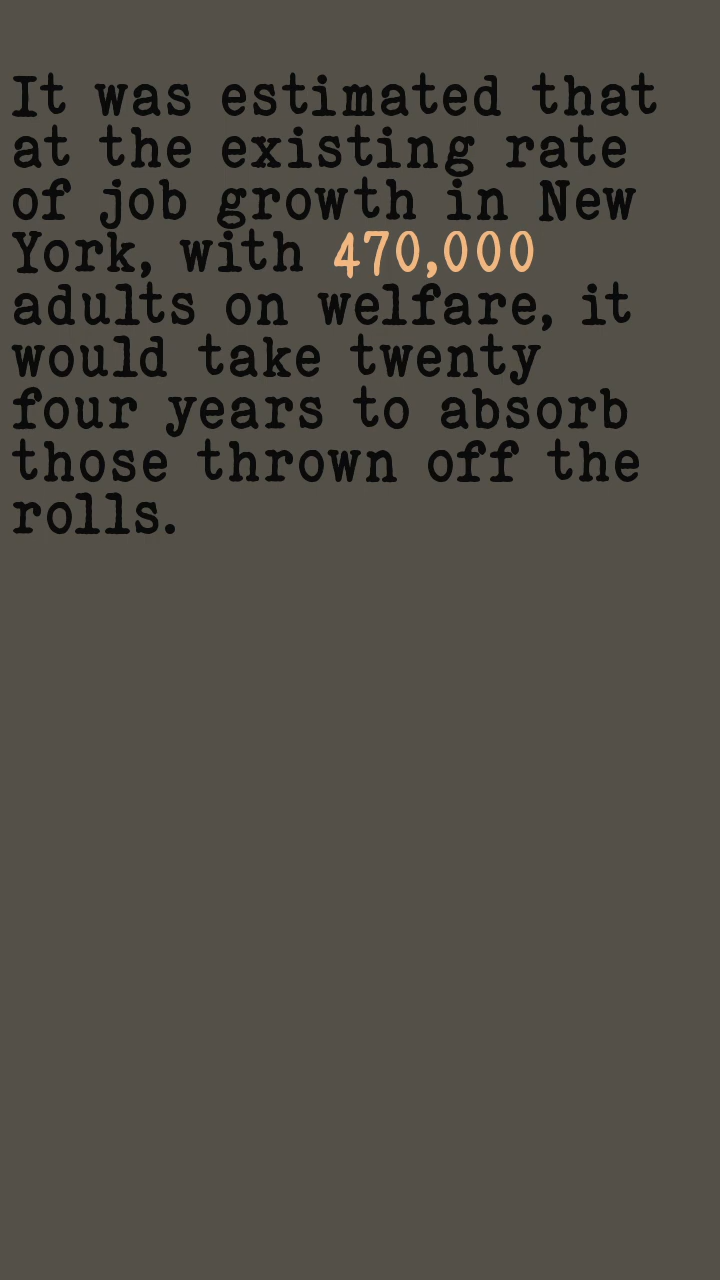 It was estimated that
at the existing rate
of job growth in New
York, with 470,000
adults on welfare, it
would take twenty
four years to absorb
those thrown off the
rolls.